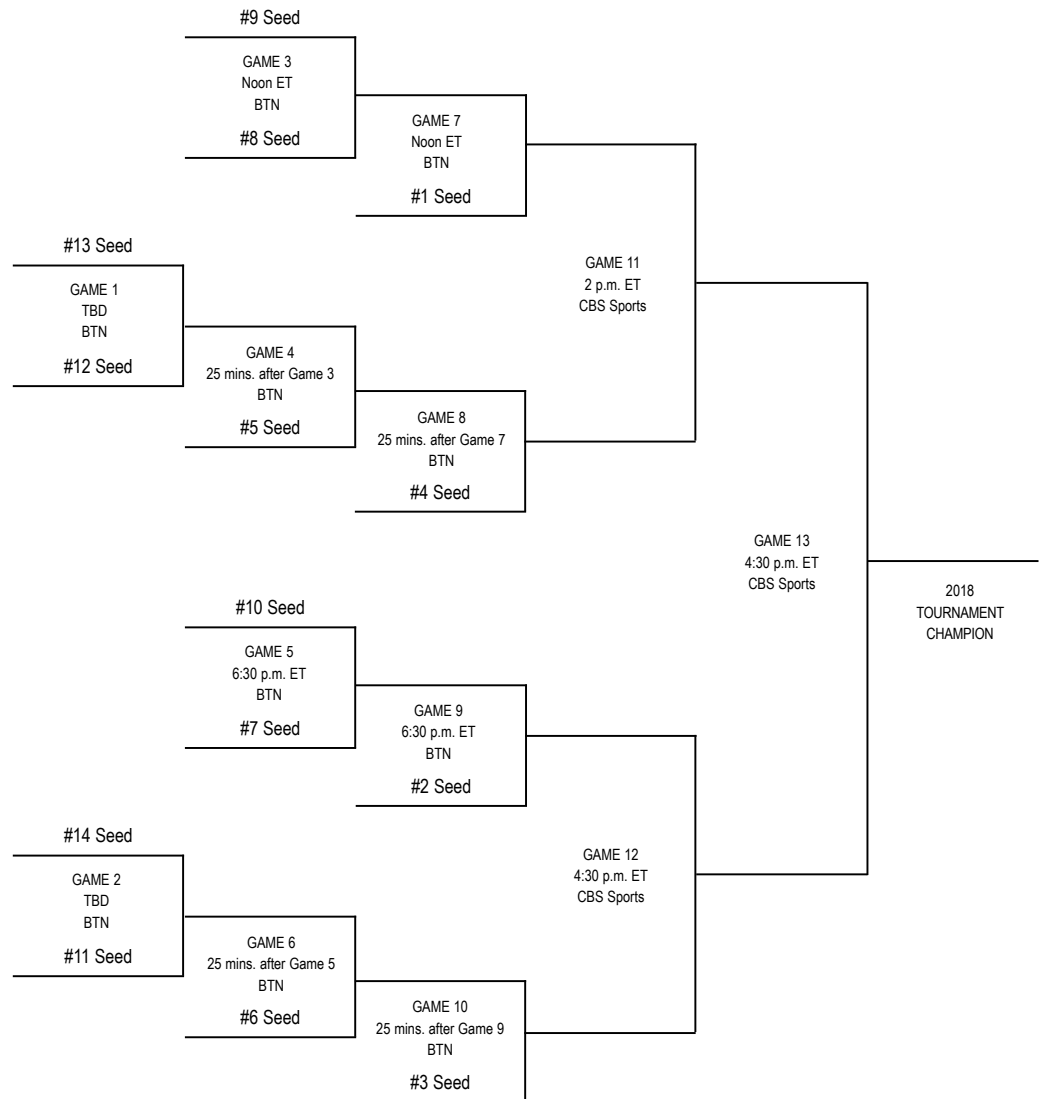 #9 Seed
GAME 3
Noon ET
BTN
#8 Seed
GAME 7
Noon ET
BTN
#1 Seed
#13 Seed
GAME 1
TBD
BTN
#12 Seed
GAME 4
25 mins. after Game 3
BTN
#5 Seed
GAME 8
25 mins. after Game 7
BTN
#4 Seed
GAME 11
2 p.m. ET
CBS Sports
#10 Seed
GAME 5
6:30 p.m. ET
BTN
#7 Seed
GAME 9
6:30 p.m. ET
BTN
#2 Seed
#14 Seed
GAME 2
TBD
BTN
#11 Seed
GAME 6
25 mins. after Game 5
BTN
#6 Seed
GAME 10
25 mins. after Game 9
BTN
#3 Seed
GAME 12
4:30 p.m. ET
CBS Sports
GAME 13
4:30 p.m. ET
CBS Sports
2018
TOURNAMENT
CHAMPION